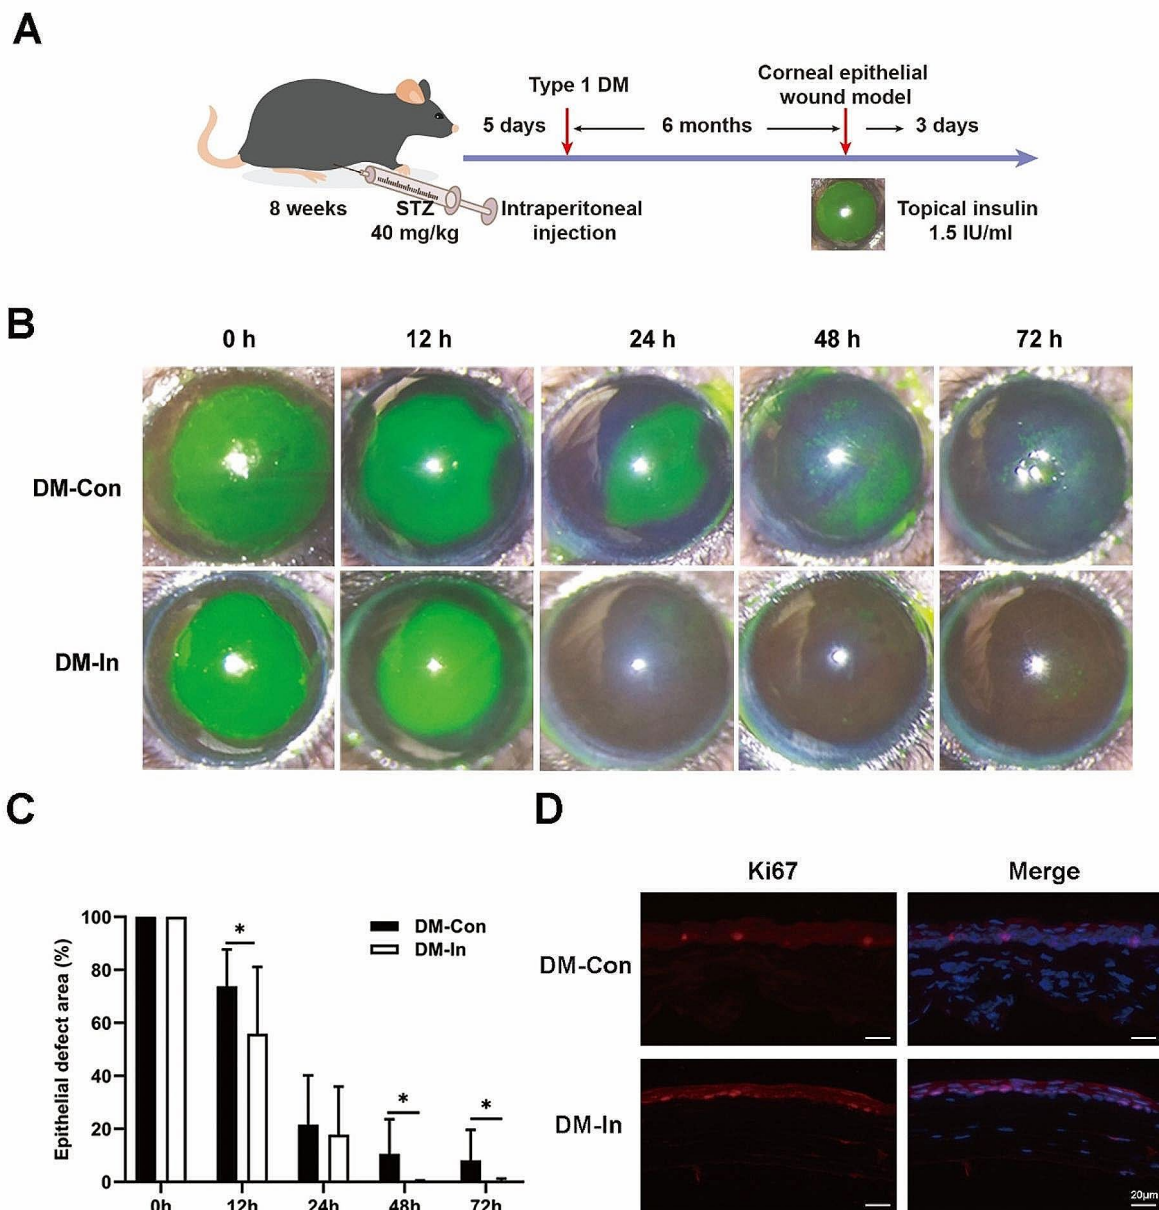 A
Type 1 DM
Corneal epithelial
wound model
5 days
6 months
3 days
8 weeks
STZ
40 mg/kg
Intraperitoneal
injection
Topical insulin
1.5 IU/ml
B
0 h
12 h
24 h
48 h
72 h
DM-Con
DM-In
C
Epithelial defect area (%)
100
80
60
40
20
0
*
*
*
DM-Con
DM-In
0h
12h
24h
48h
72h
D
Ki67
Merge
DM-Con
DM-In
20μm